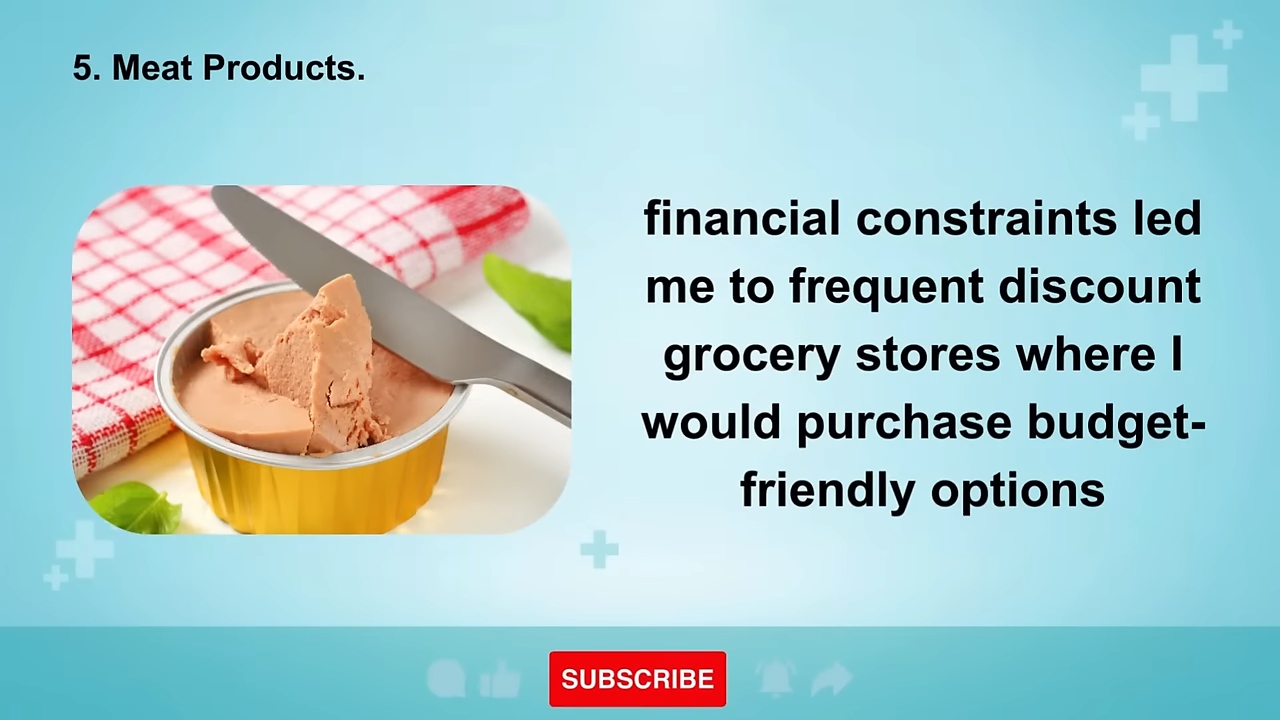 5. Meat Products.
financial constraints led
me to frequent discount
grocery stores where I
would purchase budget-
friendly options
SUBSCRIBE